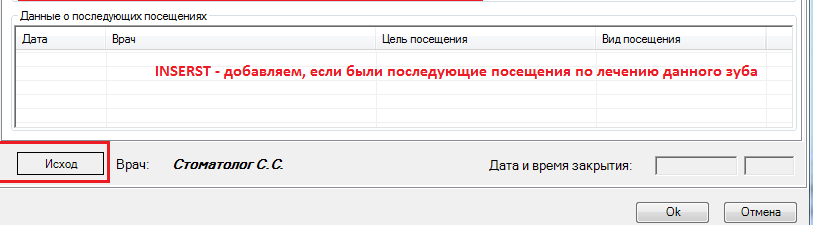 Данные о последующих посещениях
Дата Врач Цель посещения Вид посещения
INSERST - добавляем, если были последующие посещения по лечению данного зуба
Исход Врач: Стоматолог С.С. Дата и время закрытия:
Ok Отмена